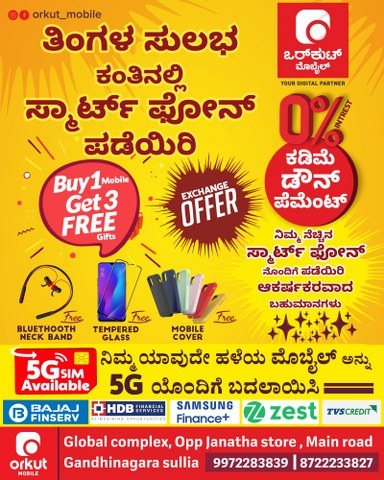 orkut_mobile
ತಿಂಗಳ ಸುಲಭ
ಕಂತಿನಲ್ಲಿ
ಸ್ಮಾರ್ಟ್ ಫೋನ್
ಪಡೆಯಿರಿ
ಒರ್ಕುಟ್
ಮೊಬೈಲ್
YOUR DIGITAL PARTNER
0% INTREST
ಕಡಿಮೆ
ಡೌನ್
ಪೆಮೆಂಟ್
Buy 1 Mobile
Get 3
FREE
Gifts
EXCHANGE
OFFER
ನಿಮ್ಮ ನೆಚ್ಚಿನ
ಸ್ಮಾರ್ಟ್ ಫೋನ್
ನೊಂದಿಗೆ ಪಡೆಯಿರಿ
ಆಕರ್ಷಕರವಾದ
ಬಹುಮಾನಗಳು
Free
Free
Free
BLUETHOOTH
NECK BAND
TEMPERED
GLASS
MOBILE
COVER
5G SIM
Available
ನಿಮ್ಮ ಯಾವುದೇ ಹಳೆಯ ಮೊಬೈಲ್ ಅನ್ನು
5G ಯೊಂದಿಗೆ ಬದಲಾಯಿಸಿ
BAJAJ
FINSERV
HDB FINANCIAL
SERVICES
SAMSUNG
Finance+
zest
TVS CREDIT
orkut
MOBILE
Global complex, Opp Janatha store , Main road
Gandhinagara sullia 9972283839 | 8722233827